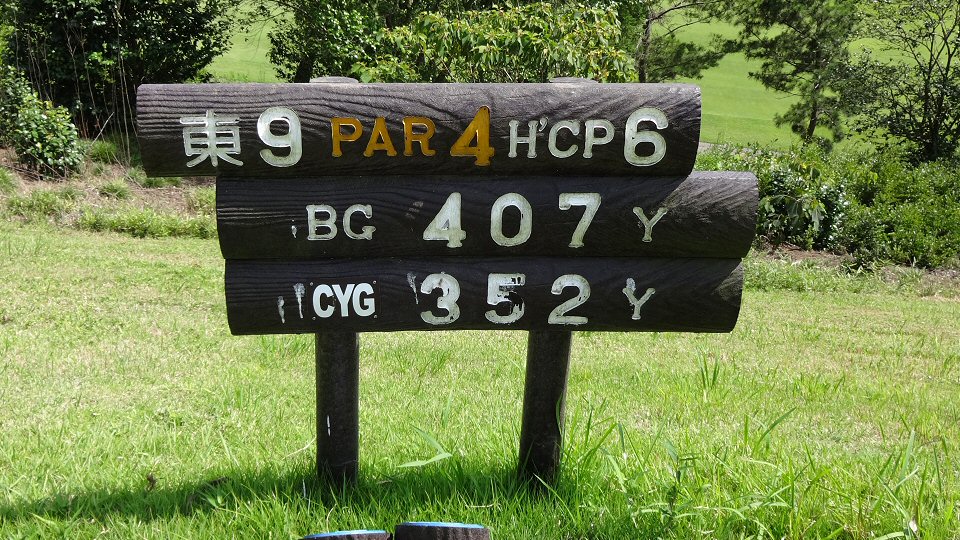 東9 PAR 4 H'CP 6
BG 407 Y
CYG 352 Y